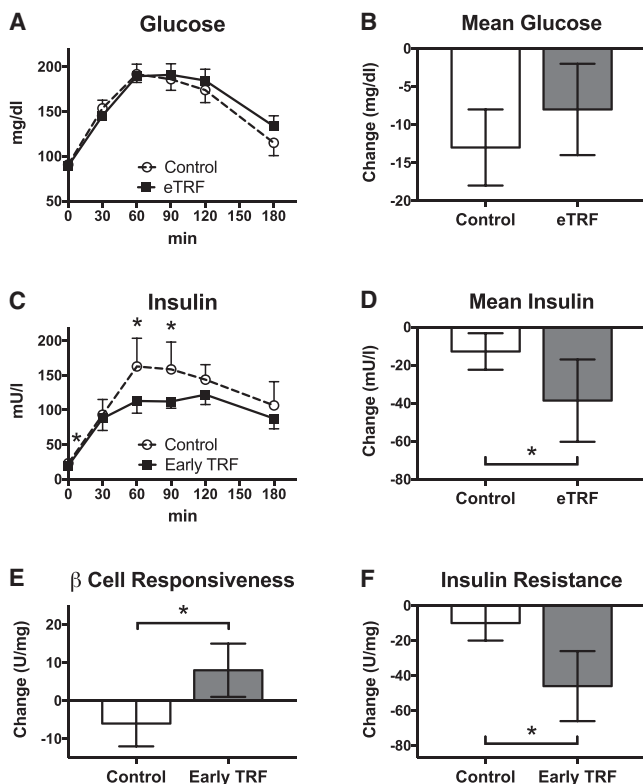 A Glucose
mg/dl
200
150
100
50
Control
eTRF
0 30 60 90 120 150 180
min
B Mean Glucose
Change (mg/dl)
0
-5
-10
-15
-20
Control eTRF
C Insulin
mU/l
200
150
100
50
0
* * *
Control
Early TRF
0 30 60 90 120 150 180
min
D Mean Insulin
Change (mU/l)
0
-20
-40
-60
-80
*
Control eTRF
E β Cell Responsiveness
Change (U/mg)
20
10
0
-10
*
Control Early TRF
F Insulin Resistance
Change (U/mg)
0
-20
-40
-60
-80
*
Control Early TRF